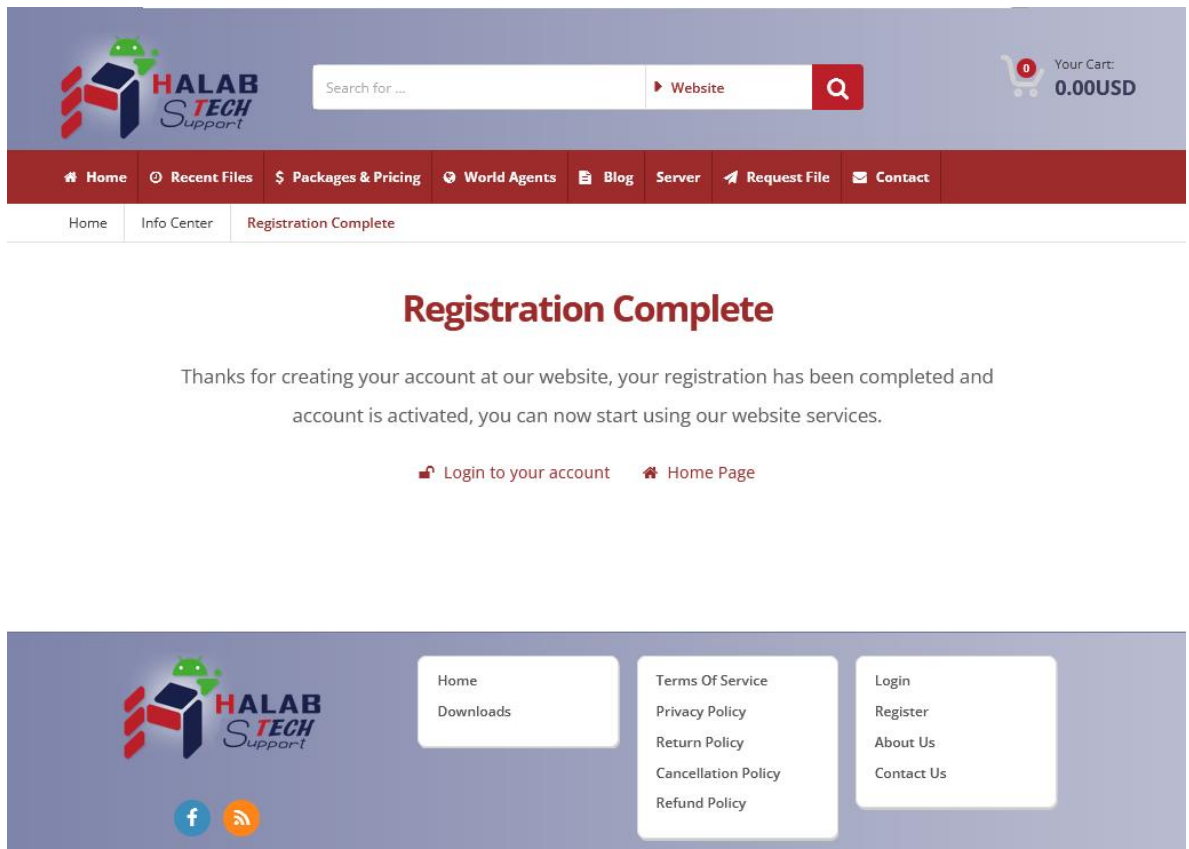 HALAB
S TECH
Support
Search for ...
Website
0
Your Cart:
0.00USD
Home
Recent Files
$ Packages & Pricing
World Agents
Blog
Server
Request File
Contact
Home
Info Center
Registration Complete
Registration Complete
Thanks for creating your account at our website, your registration has been completed and
account is activated, you can now start using our website services.
Login to your account
Home Page
HALAB
S TECH
Support
Home
Downloads
Terms Of Service
Privacy Policy
Return Policy
Cancellation Policy
Refund Policy
Login
Register
About Us
Contact Us